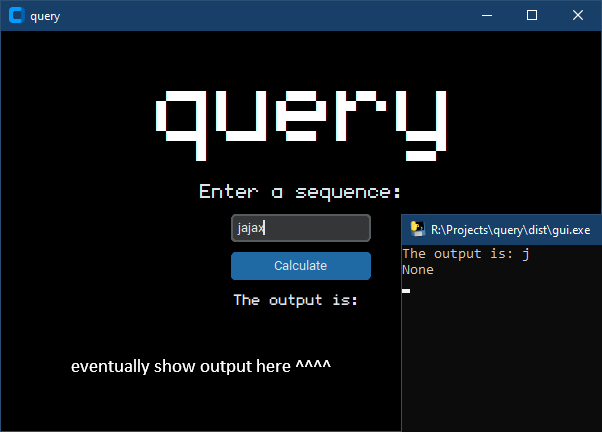 query
query
Enter a sequence:
jajax
Calculate
The output is:
eventually show output here ^^^^
R:\Projects\query\dist\gui.exe
The output is: j
None